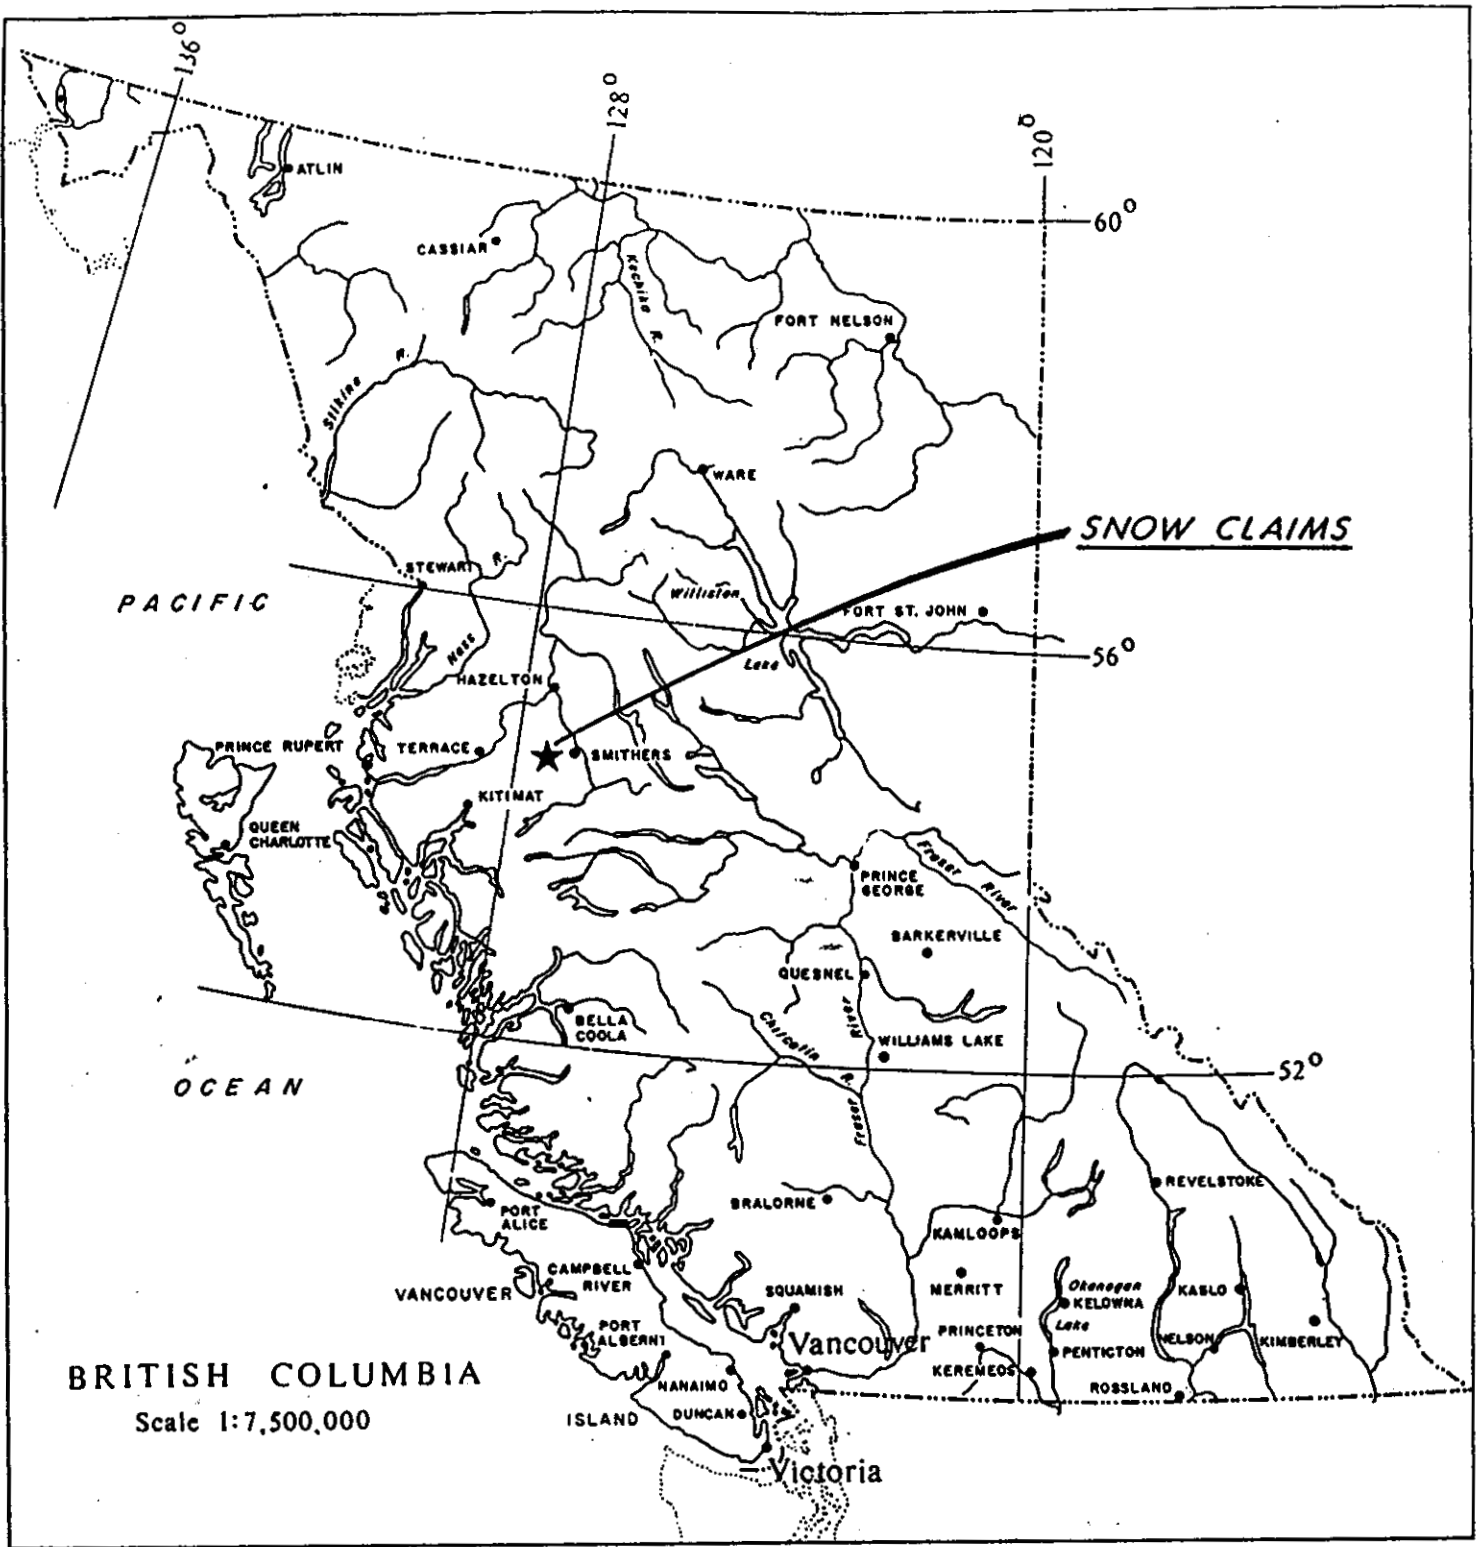 136°
128°
120°
ATLIN
60°
CASSIAR
Kechika R.
FORT NELSON
Stikine R.
WARE
SNOW CLAIMS
STEWART
R.
PACIFIC
Williston
FORT ST. JOHN
Nass
56°
Lake
HAZELTON
PRINCE RUPERT
TERRACE
SMITHERS
KITIMAT
QUEEN
CHARLOTTE
Fraser River
PRINCE
GEORGE
BARKERVILLE
QUESNEL
River
BELLA
COOLA
Chilcotin R.
WILLIAMS LAKE
52°
OCEAN
Fraser
REVELSTOKE
BRALORNE
PORT
ALICE
KAMLOOPS
CAMPBELL
RIVER
VANCOUVER
SQUAMISH
MERRITT
Okanagan
KELOWNA
Lake
KASLO
PORT
ALBERNI
Vancouver
PRINCETON
PENTICTON
NELSON
KIMBERLEY
KEREMEOS
ROSSLAND
BRITISH COLUMBIA
Scale 1:7,500,000
NANAIMO
ISLAND
DUNCAN
Victoria